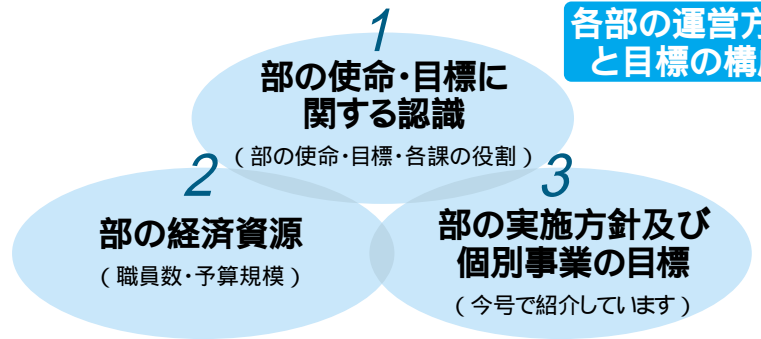 各部の運営方
と目標の構
1
部の使命・目標に
関する認識
(部の使命・目標・各課の役割)
2
部の経済資源
(職員数・予算規模)
3
部の実施方針及び
個別事業の目標
(今号で紹介しています)